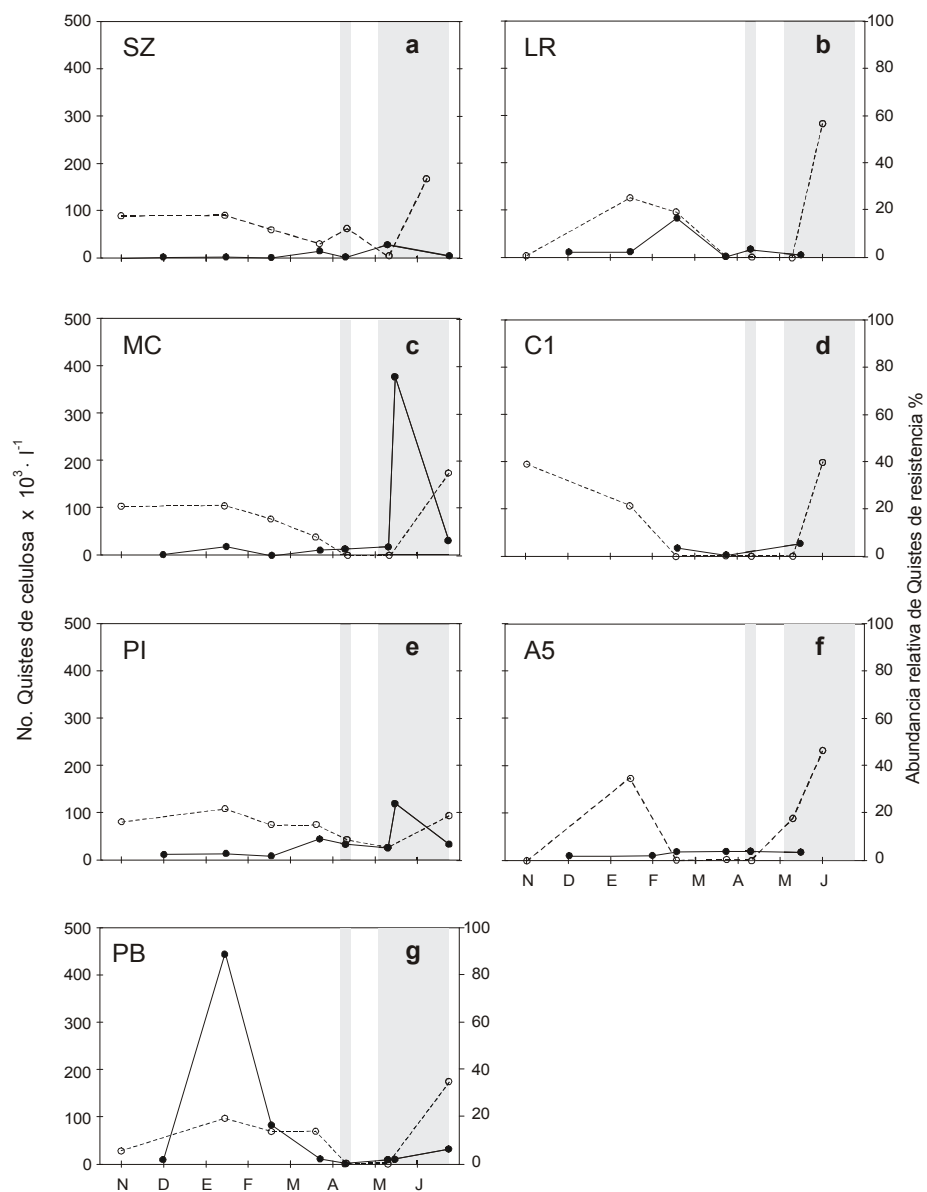 500
400
300
200
100
0
SZ
a
LR
b
100
80
60
40
20
0
500
400
300
200
100
0
MC
c
C1
d
100
80
60
40
20
0
No. Quistes de celulosa x 10³ · l⁻¹
Abundancia relativa de Quistes de resistencia %
500
400
300
200
100
0
PI
e
A5
f
100
80
60
40
20
0
N D E F M A M J
500
400
300
200
100
0
PB
g
100
80
60
40
20
0
N D E F M A M J